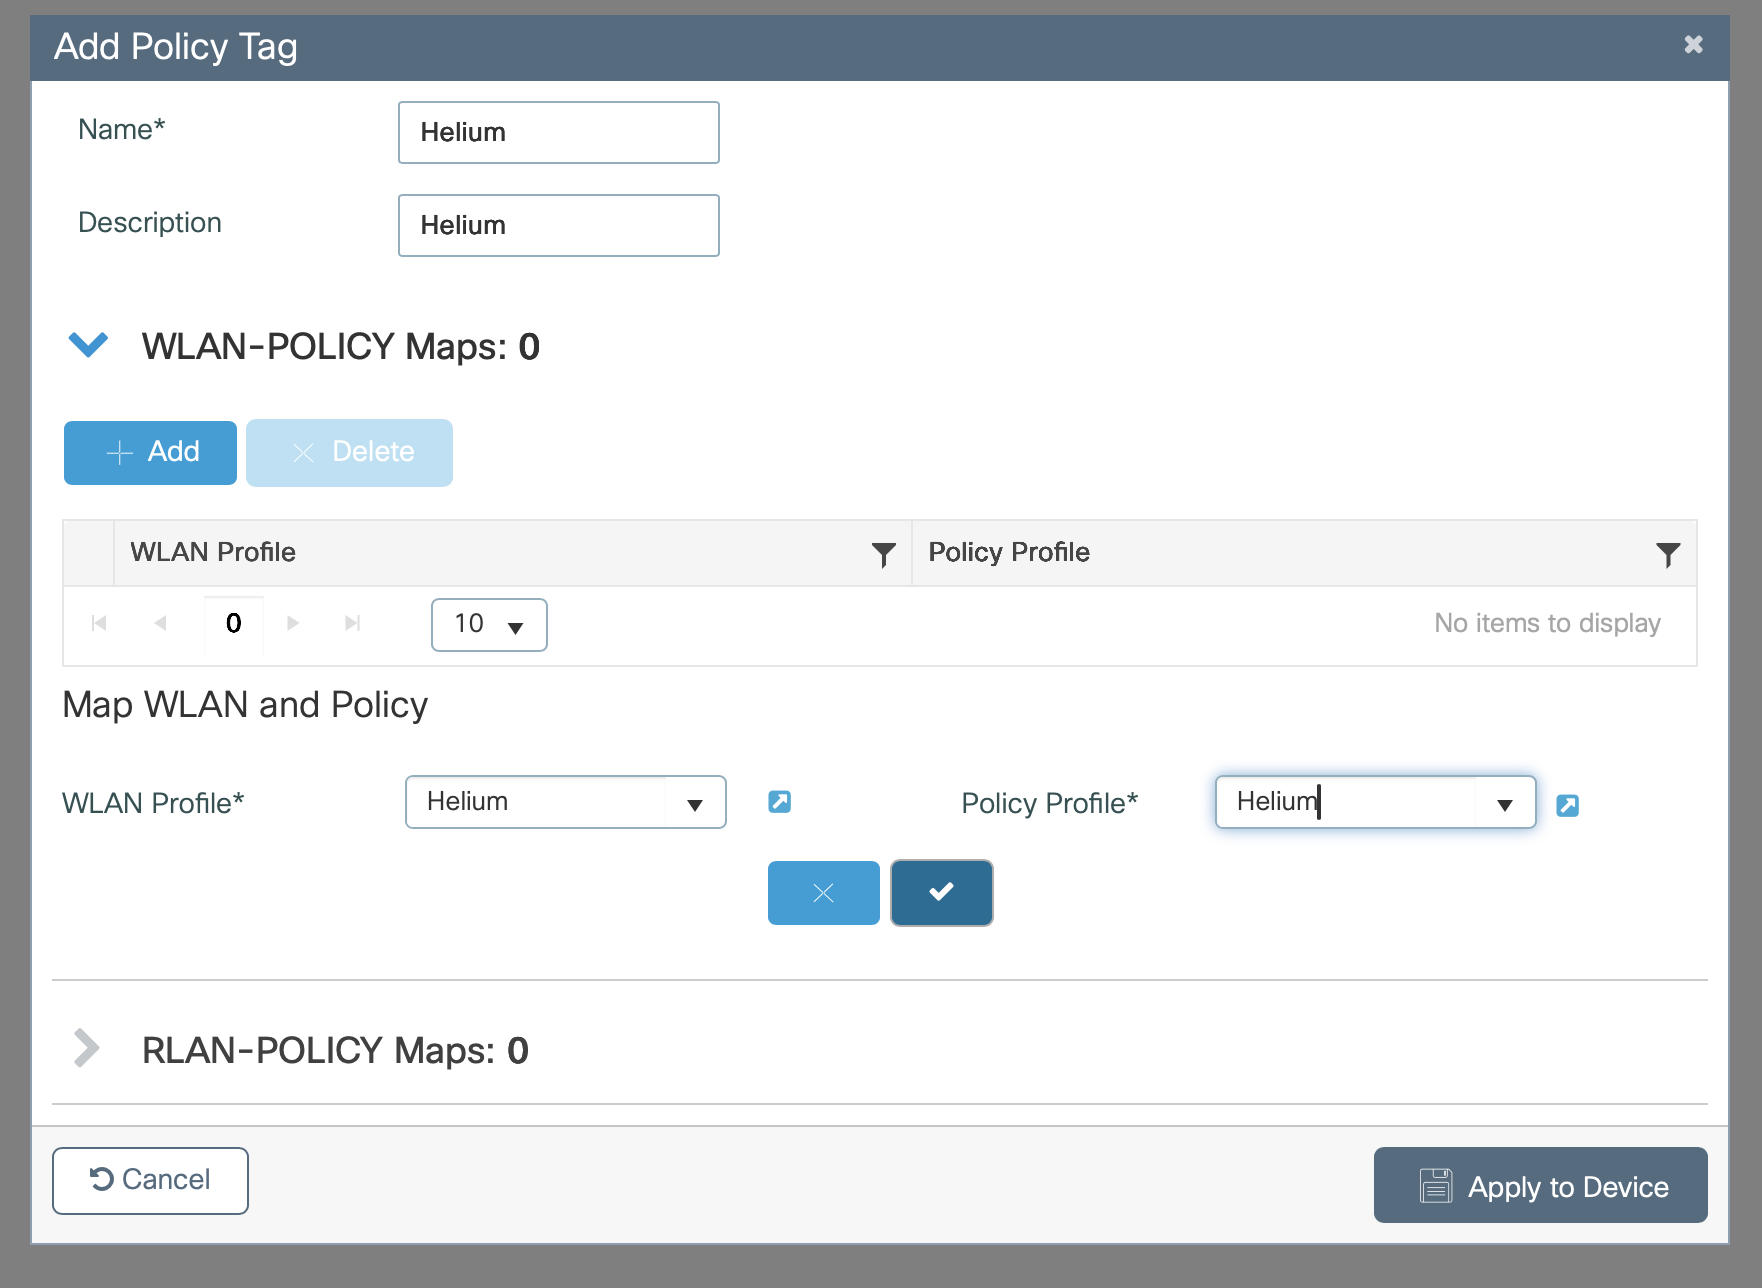 Add Policy Tag
Name*
Helium
Description
Helium
WLAN-POLICY Maps: 0
Add
Delete
WLAN Profile
Policy Profile
0
10
No items to display
Map WLAN and Policy
WLAN Profile*
Helium
Policy Profile*
Helium
RLAN-POLICY Maps: 0
Cancel
Apply to Device